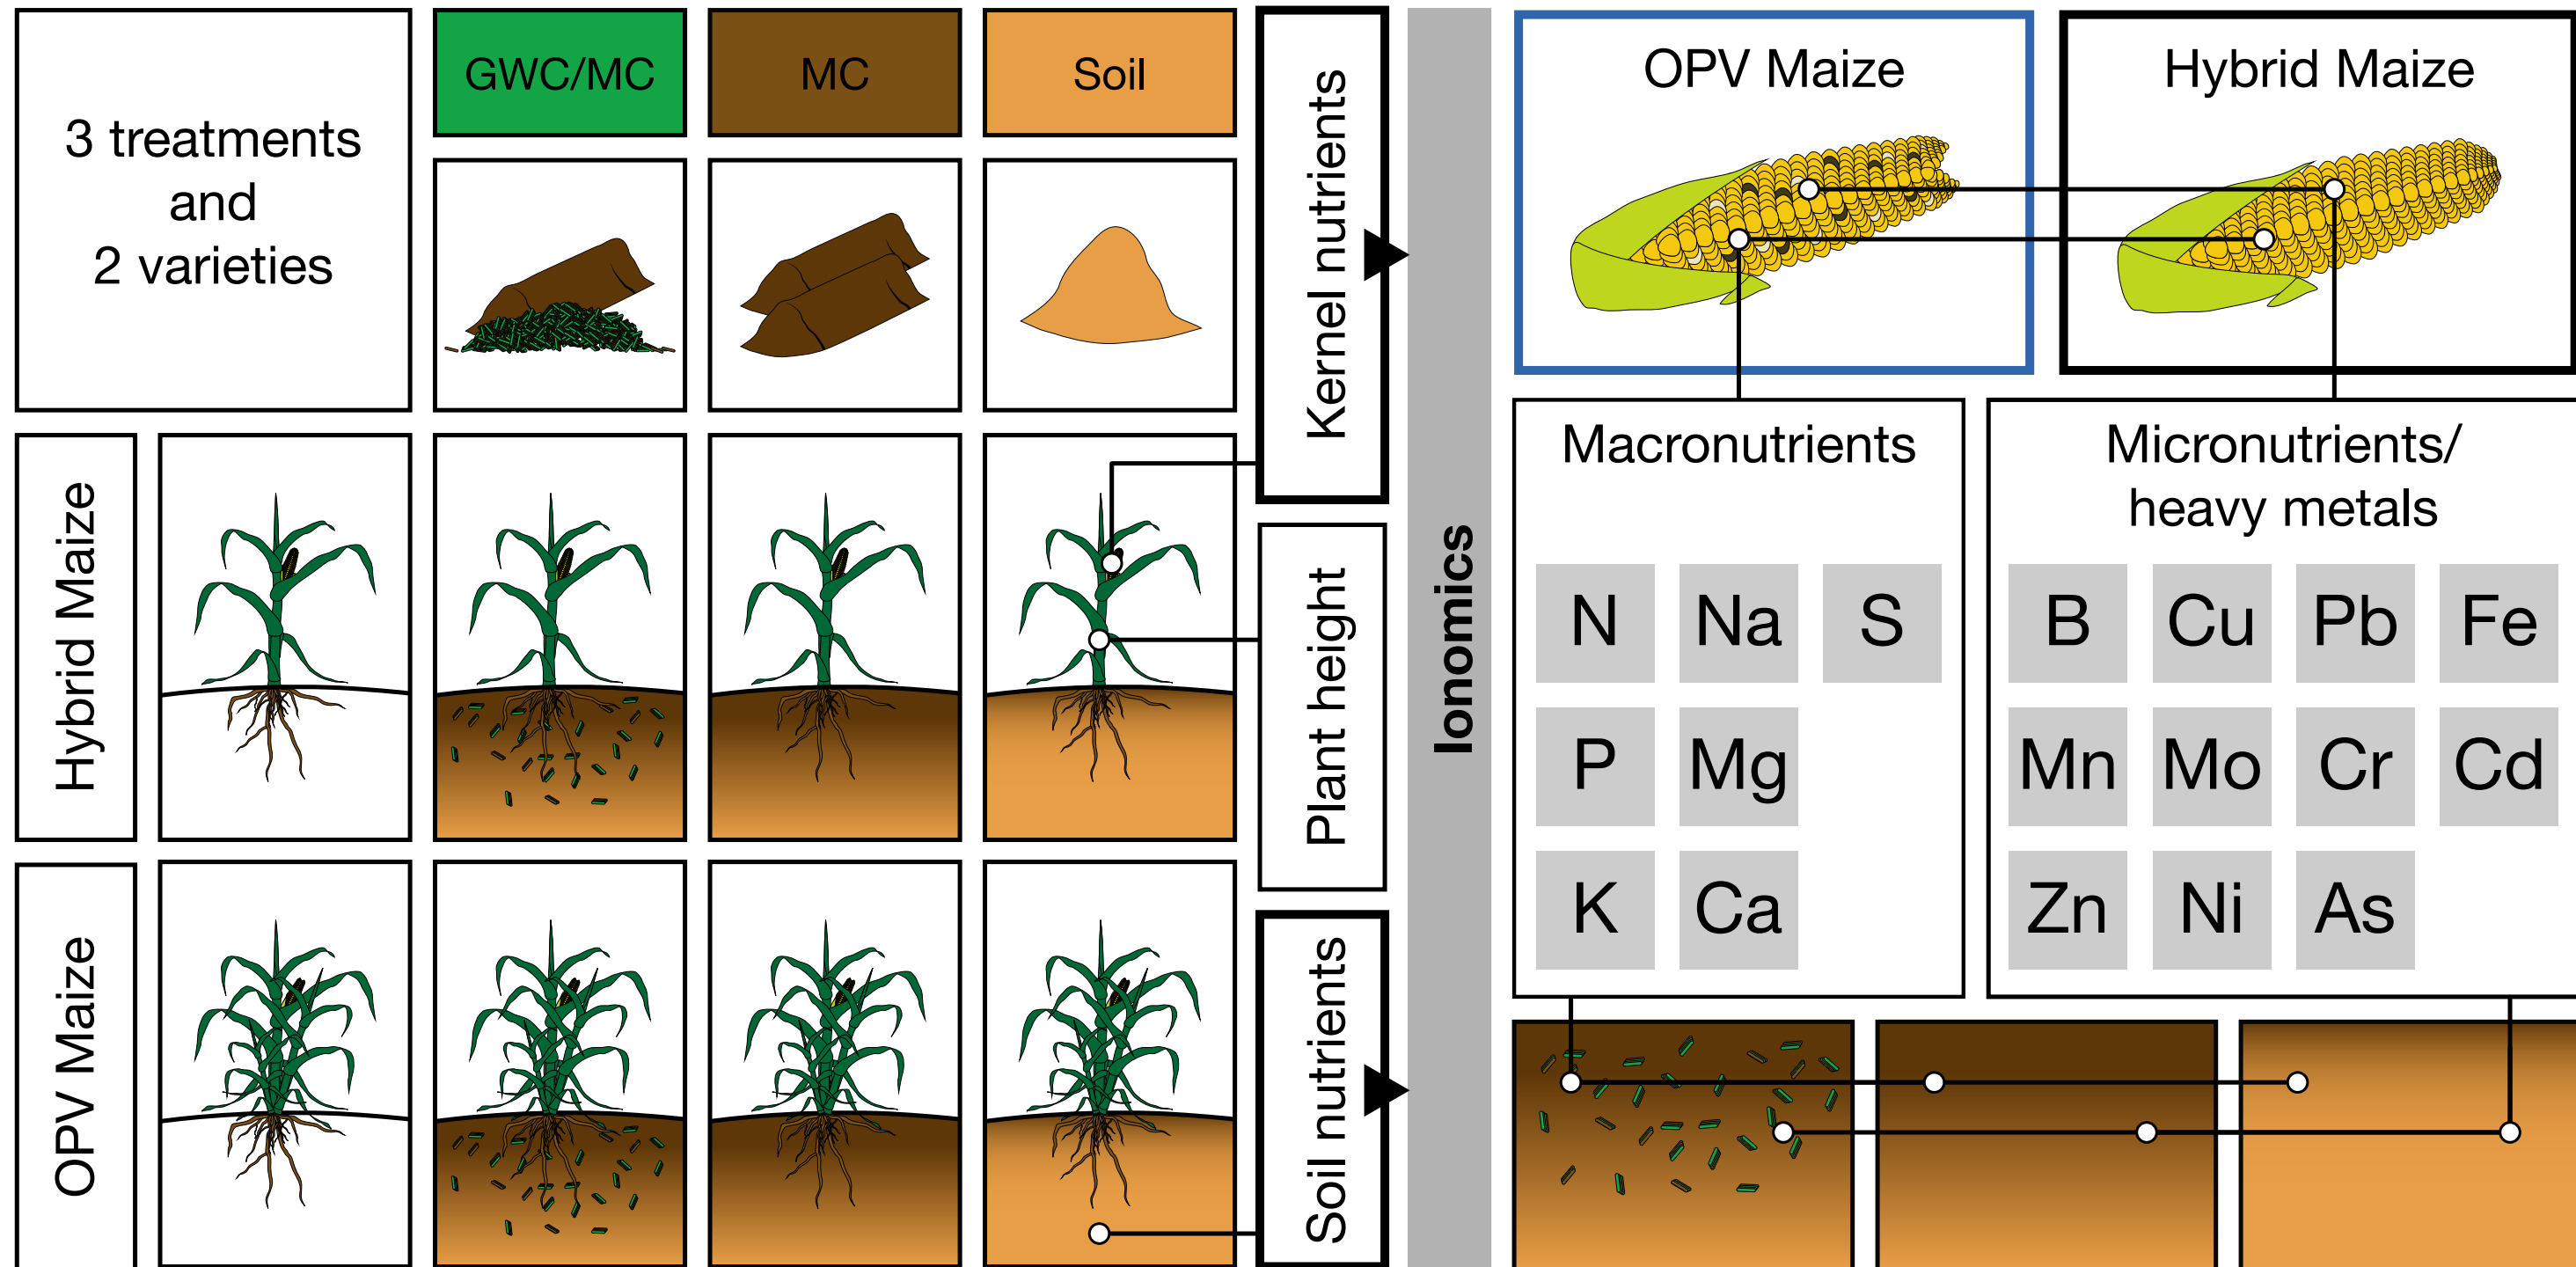 3 treatments
and
2 varieties
GWC/MC
MC
Soil
Hybrid Maize
OPV Maize
Kernel nutrients
Plant height
Soil nutrients
Ionomics
OPV Maize
Hybrid Maize
Macronutrients
N Na S
P Mg
K Ca
Micronutrients/
heavy metals
B Cu Pb Fe
Mn Mo Cr Cd
Zn Ni As